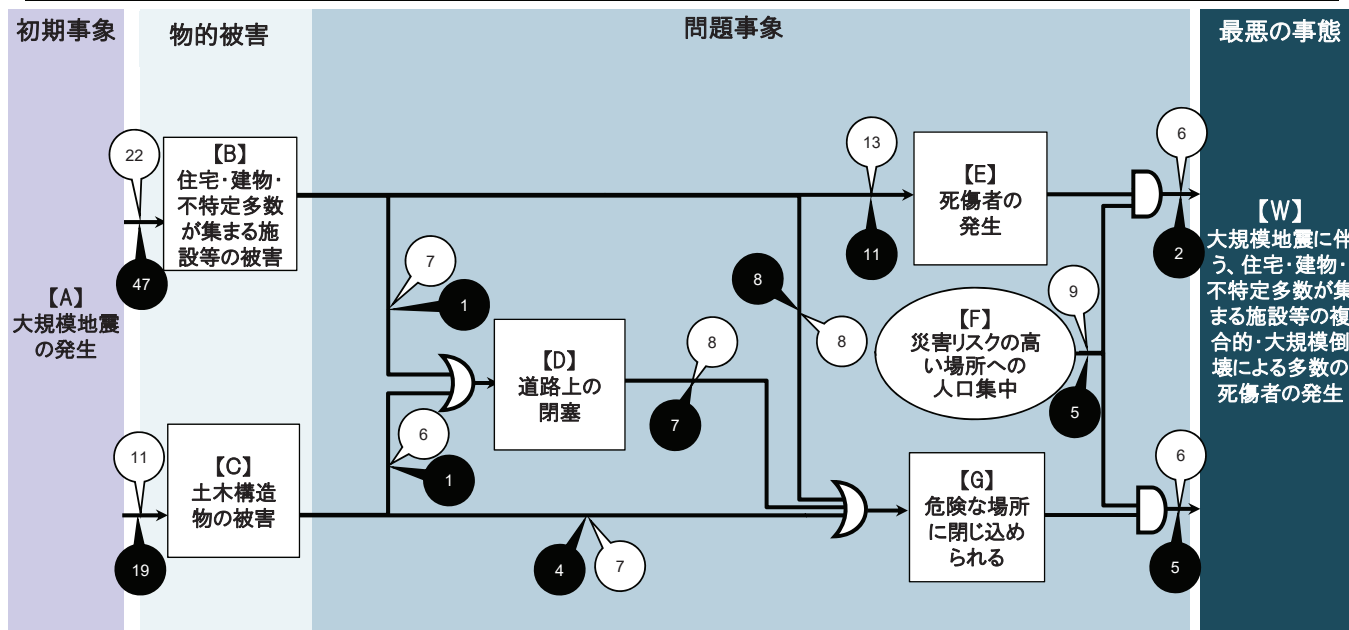 初期事象
物的被害
問題事象
最悪の事態
22
47
【B】
住宅・建物・
不特定多数
が集まる施
設等の被害
13
11
【E】
死傷者の
発生
6
2
【A】
大規模地震
の発生
7
1
8
8
【F】
災害リスクの高
い場所への
人口集中
9
5
【W】
大規模地震に伴
う、住宅・建物・
不特定多数が集
まる施設等の複
合的・大規模倒
壊による多数の
死傷者の発生
【D】
道路上の
閉塞
8
7
11
19
【C】
土木構造
物の被害
6
1
4
7
【G】
危険な場所
に閉じ込め
られる
6
5